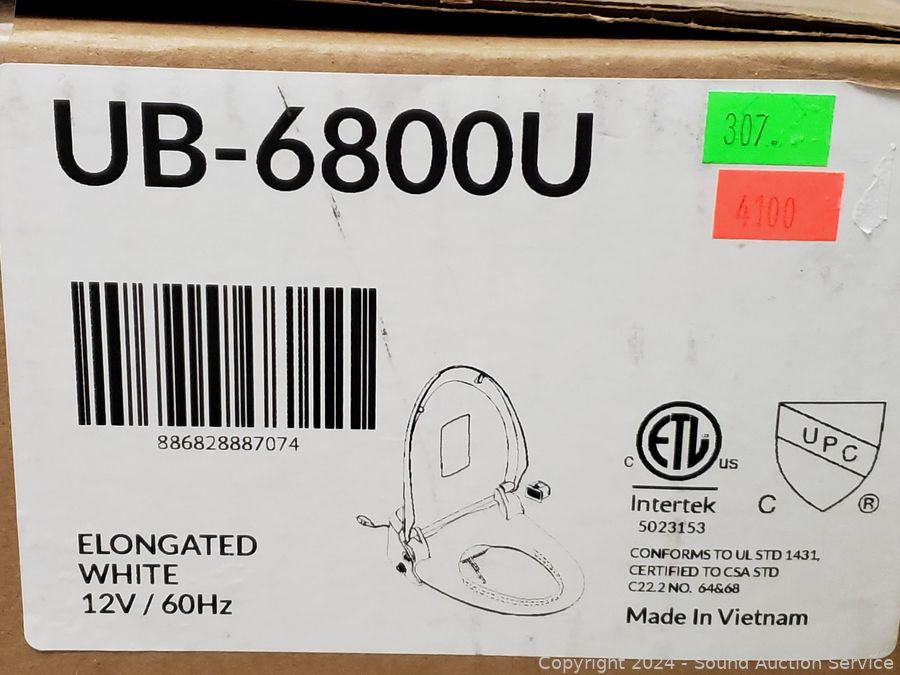 UB-6800U
307.
4100
886828887074
ELONGATED
WHITE
12V / 60Hz
C ETL US
Intertek
5023153
CONFORMS TO UL STD 1431,
CERTIFIED TO CSA STD
C22.2 NO. 64&68
Made In Vietnam
UPC
C ®
Copyright 2024 - Sound Auction Service